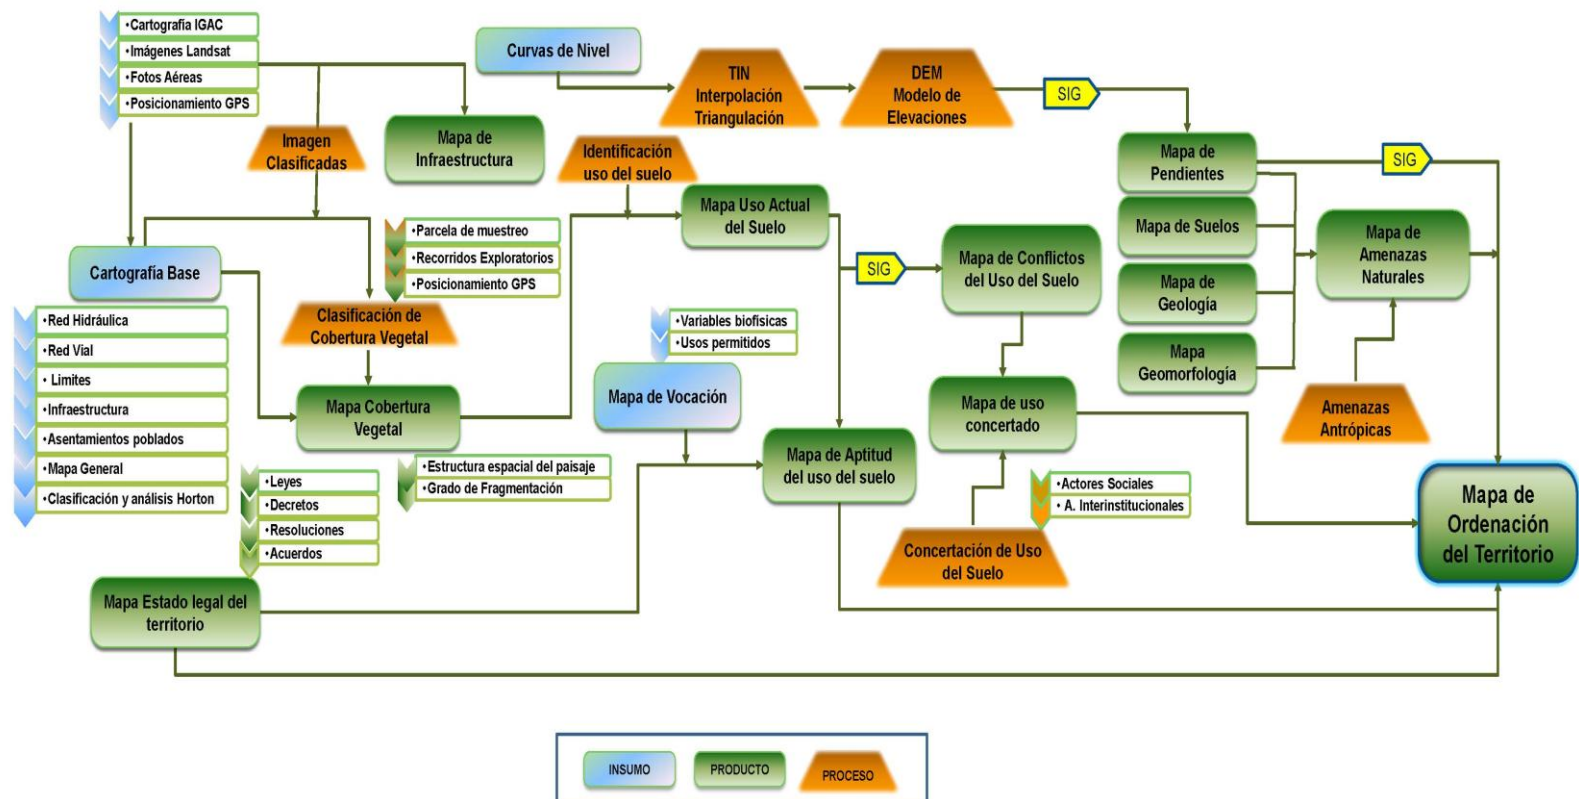 •Cartografía IGAC
•Imágenes Landsat
•Fotos Aéreas
•Posicionamiento GPS
Curvas de Nivel
TIN
Interpolación
Triangulación
DEM
Modelo de
Elevaciones
SIG
Imagen
Clasificadas
Mapa de
Infraestructura
Identificación
uso del suelo
Mapa de
Pendientes
SIG
Mapa Uso Actual
del Suelo
Mapa de Suelos
Mapa de
Amenazas
Naturales
•Parcela de muestreo
•Recorridos Exploratorios
•Posicionamiento GPS
Cartografía Base
SIG
Mapa de Conflictos
del Uso del Suelo
Mapa de
Geología
•Red Hidráulica
•Red Vial
• Limites
•Infraestructura
•Asentamientos poblados
•Mapa General
•Clasificación y análisis Horton
Clasificación de
Cobertura Vegetal
•Variables biofísicas
•Usos permitidos
Mapa
Geomorfología
Mapa Cobertura
Vegetal
Mapa de Vocación
Mapa de uso
concertado
Amenazas
Antrópicas
Mapa de Aptitud
del uso del suelo
•Estructura espacial del paisaje
•Grado de Fragmentación
•Leyes
•Decretos
•Resoluciones
•Acuerdos
•Actores Sociales
• A. Interinstitucionales
Mapa de
Ordenación
del Territorio
Concertación de Uso
del Suelo
Mapa Estado legal del
territorio
INSUMO
PRODUCTO
PROCESO